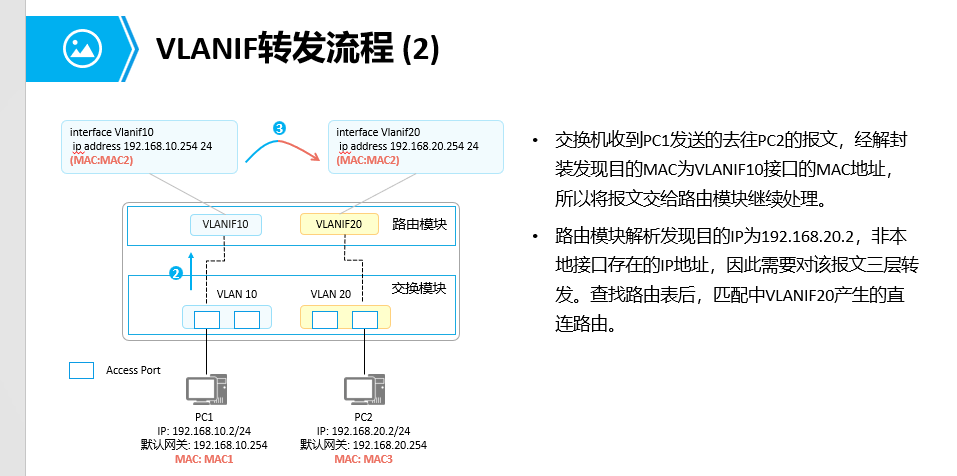 VLANIF转发流程 (2)
interface Vlanif10
ip address 192.168.10.254 24
(MAC:MAC2)
3
interface Vlanif20
ip address 192.168.20.254 24
(MAC:MAC2)
VLANIF10
VLANIF20
路由模块
2
交换模块
VLAN 10
VLAN 20
Access Port
PC1
IP: 192.168.10.2/24
默认网关: 192.168.10.254
MAC: MAC1
PC2
IP: 192.168.20.2/24
默认网关: 192.168.20.254
MAC: MAC3
• 交换机收到PC1发送的去往PC2的报文，经解封
装发现目的MAC为VLANIF10接口的MAC地址，
所以将报文交给路由模块继续处理。
• 路由模块解析发现目的IP为192.168.20.2，非本
地接口存在的IP地址，因此需要对该报文三层转
发。查找路由表后，匹配中VLANIF20产生的直
连路由。